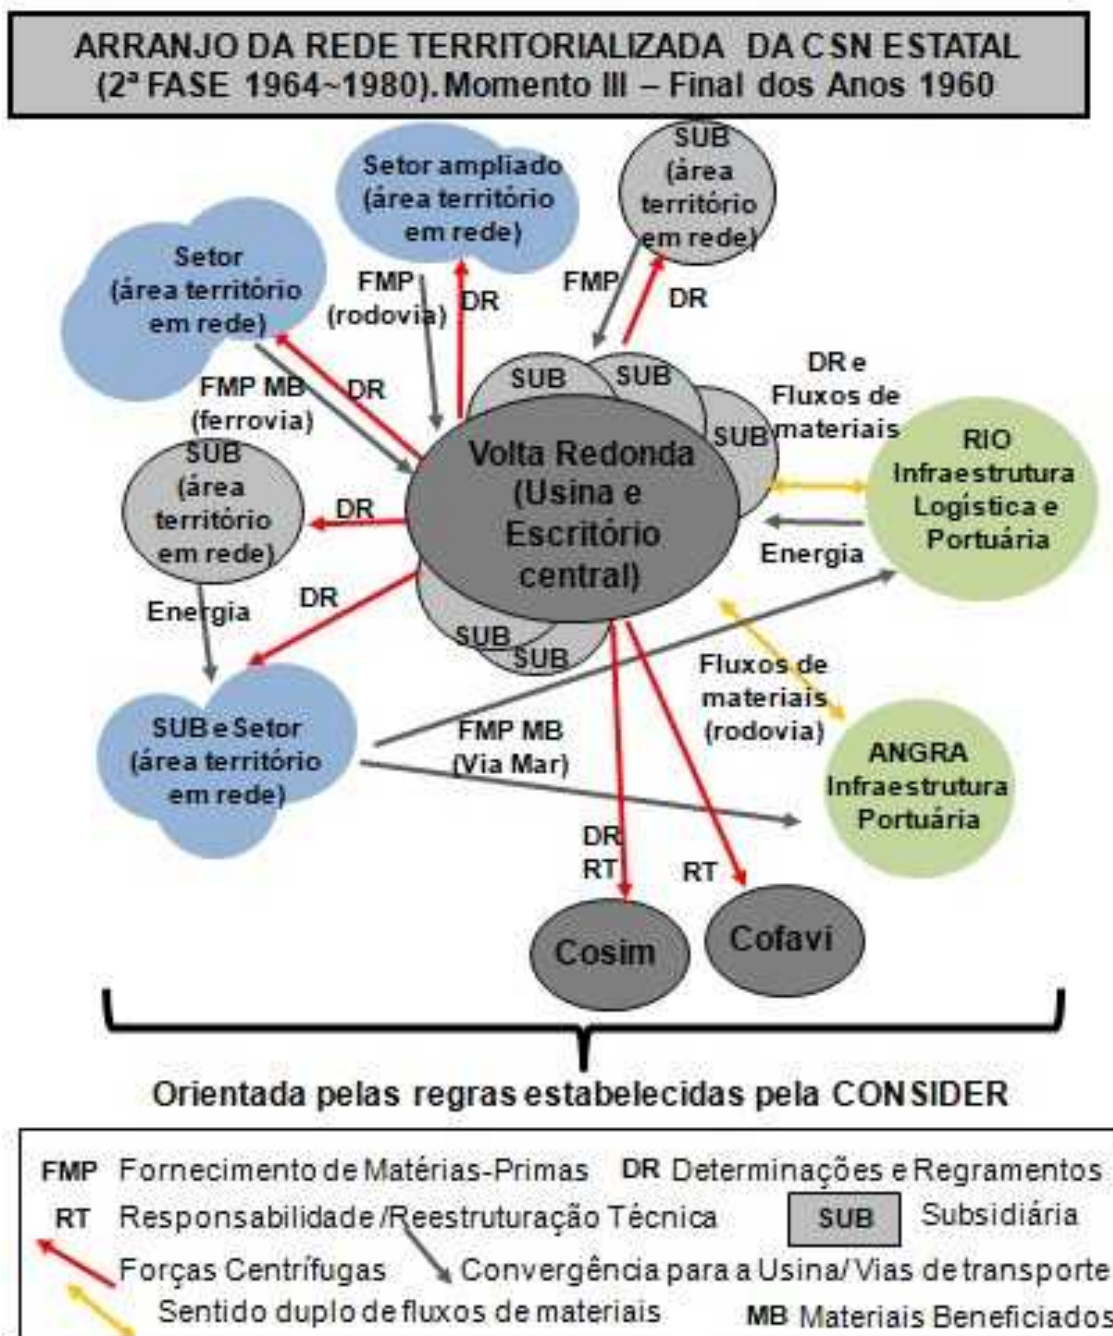 ARRANJO DA REDE TERRITORIALIZADA DA CSN ESTATAL
(2ª FASE 1964~1980). Momento III – Final dos Anos 1960
Setor ampliado
(área território
em rede)
SUB
(área
território
em rede)
Setor
(área território
em rede)
FMP
(rodovia)
DR
FMP
DR
FMP MB
(ferrovia)
DR
SUB
SUB
SUB
DR e
Fluxos de
materiais
Volta Redonda
(Usina e
Escritório
central)
RIO
Infraestrutura
Logística e
Portuária
SUB
(área
território
em rede)
DR
Energia
Energia
DR
SUB
SUB
Fluxos de
materiais
(rodovia)
SUB e Setor
(área território
em rede)
FMP MB
(Via Mar)
ANGRA
Infraestrutura
Portuária
DR
RT
RT
Cosim
Cofavi
Orientada pelas regras estabelecidas pela CONSIDER
FMP Fornecimento de Matérias-Primas DR Determinações e Regramentos
RT Responsabilidade/Reestruturação Técnica SUB Subsidiária
Forças Centrífugas Convergência para a Usina/Vias de transporte
Sentido duplo de fluxos de materiais MB Materiais Beneficiados